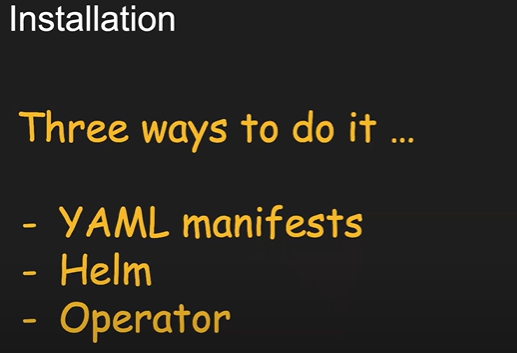 Installation
Three ways to do it ...
- YAML manifests
- Helm
- Operator